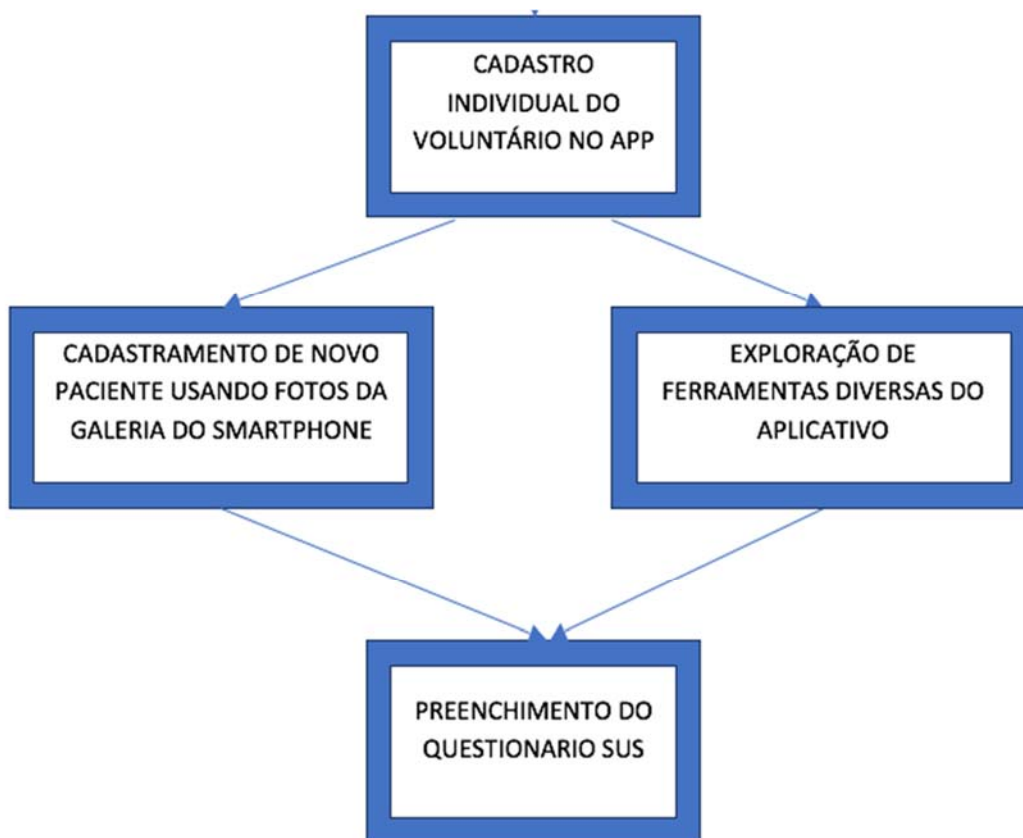 CADASTRO
INDIVIDUAL DO
VOLUNTÁRIO NO APP
CADASTRAMENTO DE NOVO
PACIENTE USANDO FOTOS DA
GALERIA DO SMARTPHONE
EXPLORAÇÃO DE
FERRAMENTAS DIVERSAS DO
APLICATIVO
PREENCHIMENTO DO
QUESTIONARIO SUS